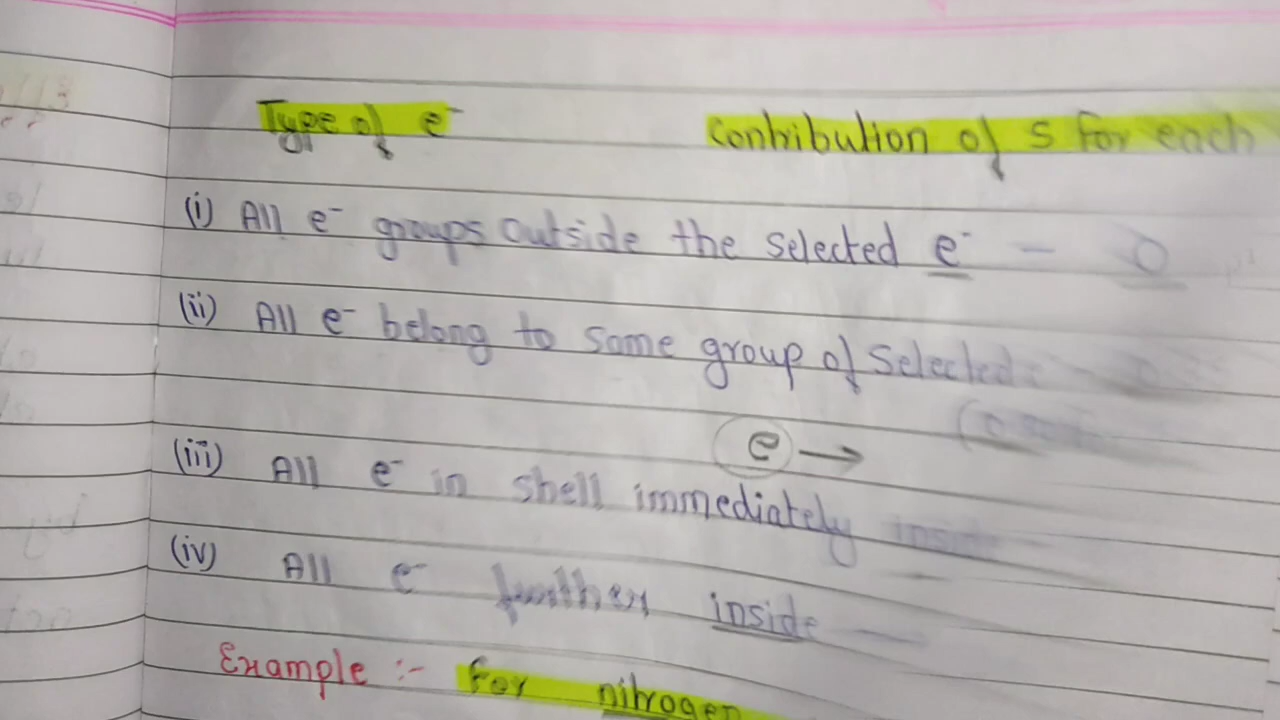 Type of e⁻ Contribution of S for each
(i) All e⁻ groups outside the selected e⁻ - 0
(ii) All e⁻ belong to same group of selected
e →
(iii) All e⁻ in shell immediately inside
(iv) All e⁻ further inside
Example :- For nitrogen